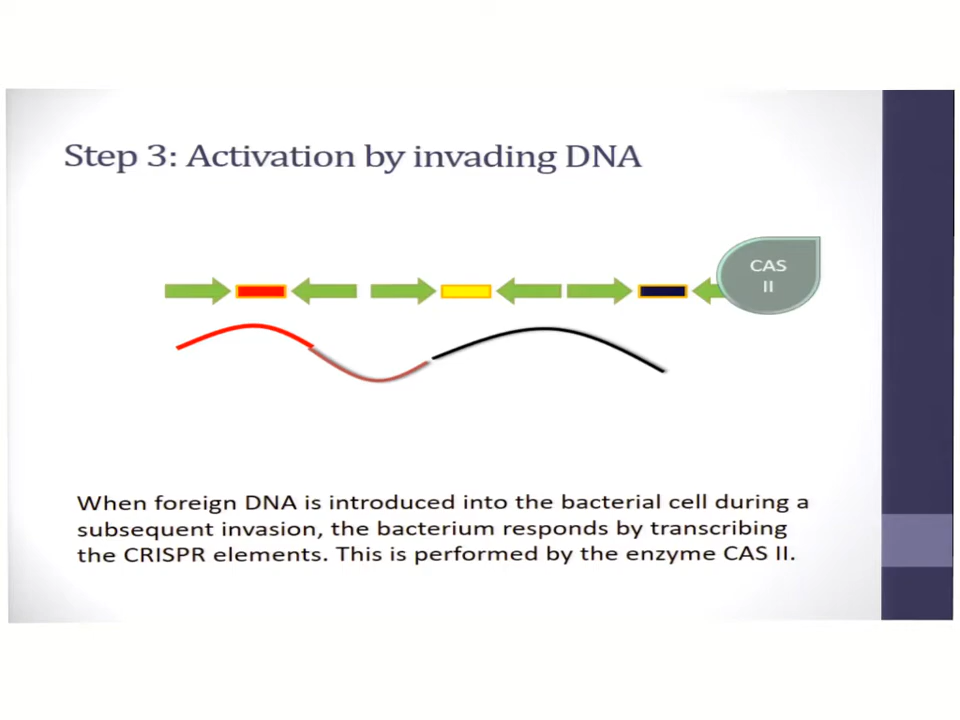 Step 3: Activation by invading DNA
CAS
II
When foreign DNA is introduced into the bacterial cell during a
subsequent invasion, the bacterium responds by transcribing
the CRISPR elements. This is performed by the enzyme CAS II.